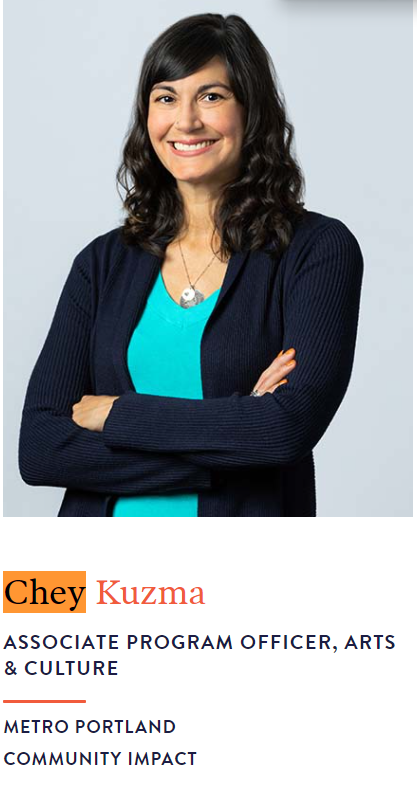 Chey Kuzma
ASSOCIATE PROGRAM OFFICER, ARTS
& CULTURE
METRO PORTLAND
COMMUNITY IMPACT